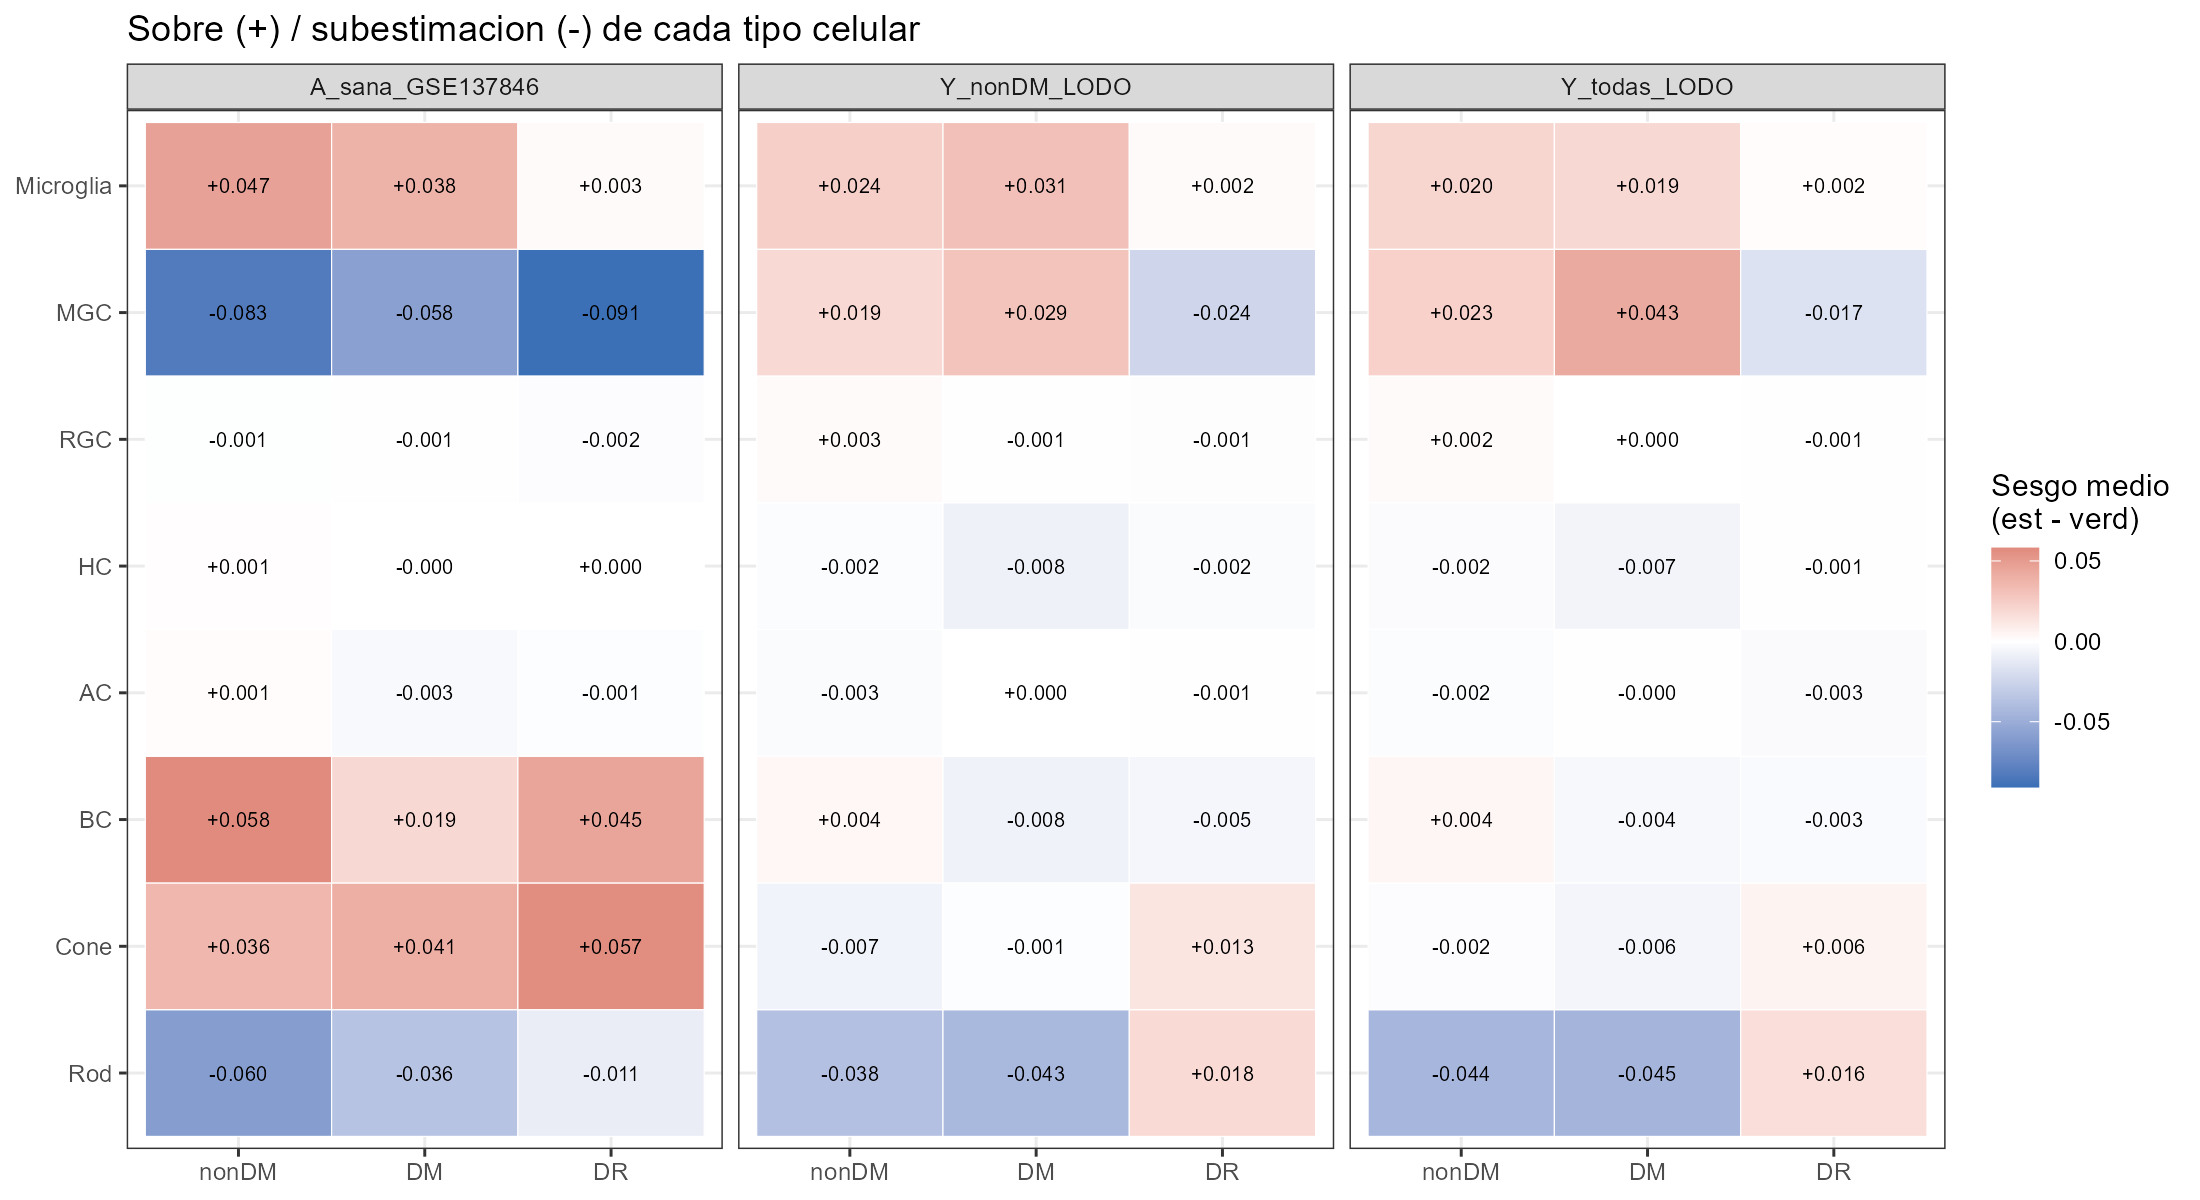 Sobre (+) / subestimacion (-) de cada tipo celular
A_sana_GSE137846 Y_nonDM_LODO Y_todas_LODO
Microglia +0.047 +0.038 +0.003 +0.024 +0.031 +0.002 +0.020 +0.019 +0.002
MGC -0.083 -0.058 -0.091 +0.019 +0.029 -0.024 +0.023 +0.043 -0.017
RGC -0.001 -0.001 -0.002 +0.003 -0.001 -0.001 +0.002 +0.000 -0.001
HC +0.001 -0.000 +0.000 -0.002 -0.008 -0.002 -0.002 -0.007 -0.001
AC +0.001 -0.003 -0.001 -0.003 +0.000 -0.001 -0.002 -0.000 -0.003
BC +0.058 +0.019 +0.045 +0.004 -0.008 -0.005 +0.004 -0.004 -0.003
Cone +0.036 +0.041 +0.057 -0.007 -0.001 +0.013 -0.002 -0.006 +0.006
Rod -0.060 -0.036 -0.011 -0.038 -0.043 +0.018 -0.044 -0.045 +0.016
nonDM DM DR nonDM DM DR nonDM DM DR
Sesgo medio
(est - verd)
0.05
0.00
-0.05